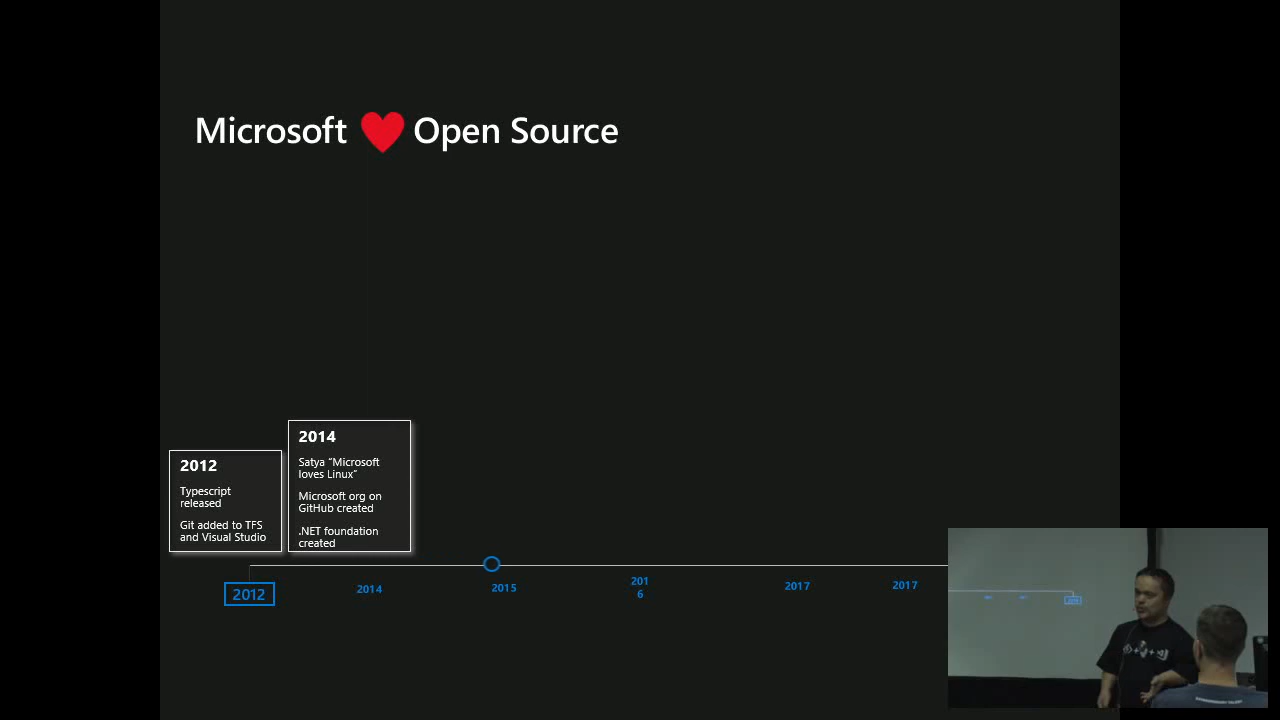 Microsoft ❤ Open Source
2012
Typescript
released
Git added to TFS
and Visual Studio
2014
Satya “Microsoft
loves Linux”
Microsoft org on
GitHub created
.NET foundation
created
2012
2014
2015
201
6
2017
2017